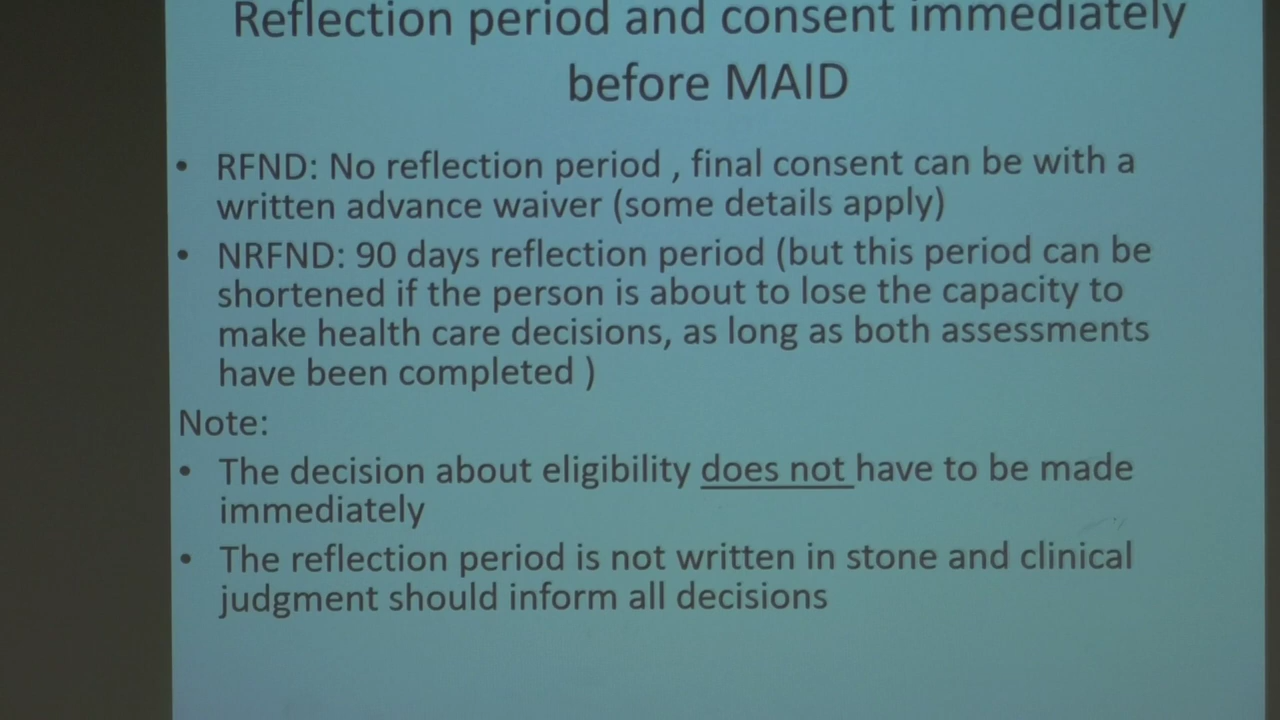 Reflection period and consent immediately
before MAID
• RFND: No reflection period , final consent can be with a
written advance waiver (some details apply)
• NRFND: 90 days reflection period (but this period can be
shortened if the person is about to lose the capacity to
make health care decisions, as long as both assessments
have been completed )
Note:
• The decision about eligibility does not have to be made
immediately
• The reflection period is not written in stone and clinical
judgment should inform all decisions